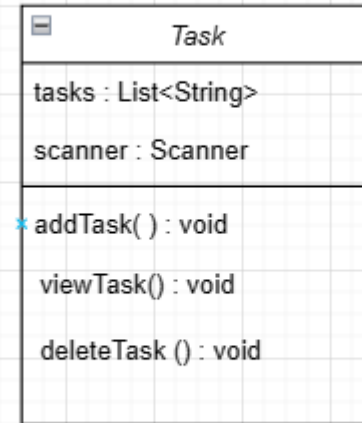 Task
tasks : List<String>
scanner : Scanner
addTask( ) : void
viewTask() : void
deleteTask () : void